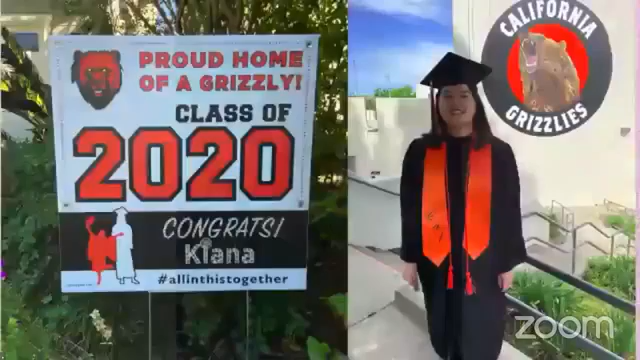 PROUD HOME
OF A GRIZZLY!
CLASS OF
2020
CONGRATS!
Kiana
#allinthistogether
CALIFORNIA
GRIZZLIES
zoom